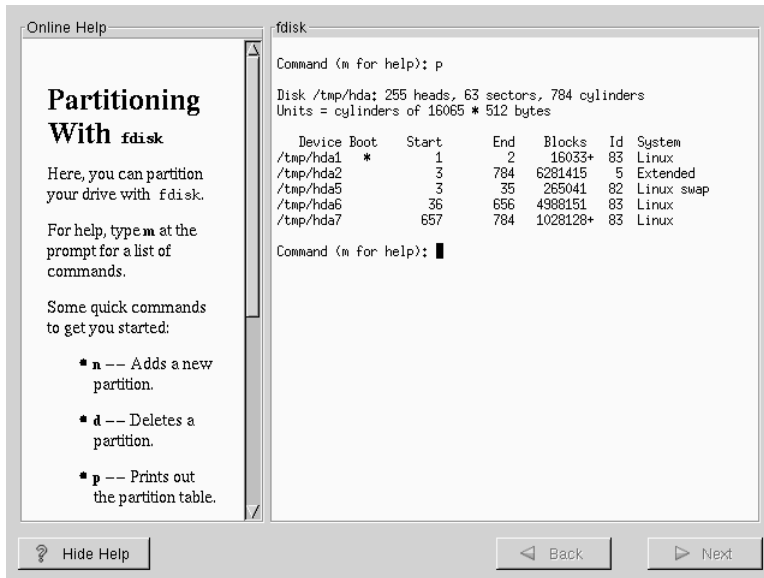 Online Help
Partitioning
With fdisk
Here, you can partition
your drive with fdisk.
For help, type m at the
prompt for a list of
commands.
Some quick commands
to get you started:
n -- Adds a new
partition.
d -- Deletes a
partition.
p -- Prints out
the partition table.
fdisk
Command (m for help): p
Disk /tmp/hda: 255 heads, 63 sectors, 784 cylinders
Units = cylinders of 16065 * 512 bytes
Device Boot Start End Blocks Id System
/tmp/hda1 * 1 2 16033+ 83 Linux
/tmp/hda2 3 784 6281415 5 Extended
/tmp/hda5 3 35 265041 82 Linux swap
/tmp/hda6 36 656 4988151 83 Linux
/tmp/hda7 657 784 1028128+ 83 Linux
Command (m for help):
? Hide Help
Back
Next